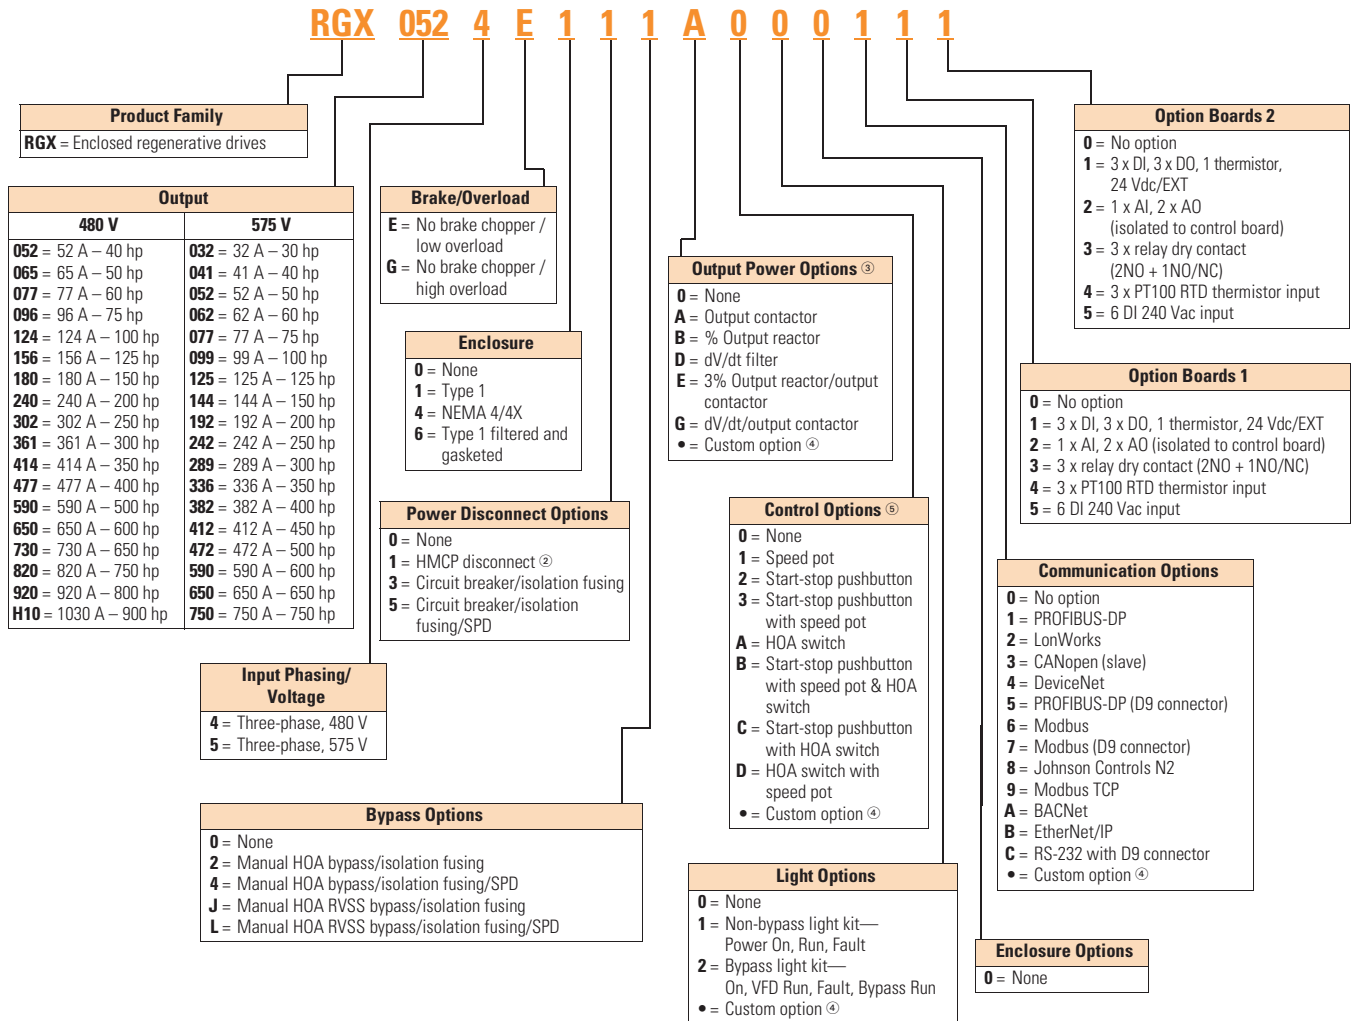 RGX 052 4 E 1 1 1 A 0 0 0 1 1 1
Product Family
RGX = Enclosed regenerative drives
Output
480 V 575 V
052 = 52 A – 40 hp 032 = 32 A – 30 hp
065 = 65 A – 50 hp 041 = 41 A – 40 hp
077 = 77 A – 60 hp 052 = 52 A – 50 hp
096 = 96 A – 75 hp 062 = 62 A – 60 hp
124 = 124 A – 100 hp 077 = 77 A – 75 hp
156 = 156 A – 125 hp 099 = 99 A – 100 hp
180 = 180 A – 150 hp 125 = 125 A – 125 hp
240 = 240 A – 200 hp 144 = 144 A – 150 hp
302 = 302 A – 250 hp 192 = 192 A – 200 hp
361 = 361 A – 300 hp 242 = 242 A – 250 hp
414 = 414 A – 350 hp 289 = 289 A – 300 hp
477 = 477 A – 400 hp 336 = 336 A – 350 hp
590 = 590 A – 500 hp 382 = 382 A – 400 hp
650 = 650 A – 600 hp 412 = 412 A – 450 hp
730 = 730 A – 650 hp 472 = 472 A – 500 hp
820 = 820 A – 750 hp 590 = 590 A – 600 hp
920 = 920 A – 800 hp 650 = 650 A – 650 hp
H10 = 1030 A – 900 hp 750 = 750 A – 750 hp
Input Phasing/
Voltage
4 = Three-phase, 480 V
5 = Three-phase, 575 V
Brake/Overload
E = No brake chopper /
low overload
G = No brake chopper /
high overload
Enclosure
0 = None
1 = Type 1
4 = NEMA 4/4X
6 = Type 1 filtered and
gasketed
Power Disconnect Options
0 = None
1 = HMCP disconnect ②
3 = Circuit breaker/isolation fusing
5 = Circuit breaker/isolation
fusing/SPD
Bypass Options
0 = None
2 = Manual HOA bypass/isolation fusing
4 = Manual HOA bypass/isolation fusing/SPD
J = Manual HOA RVSS bypass/isolation fusing
L = Manual HOA RVSS bypass/isolation fusing/SPD
Output Power Options ③
0 = None
A = Output contactor
B = % Output reactor
D = dV/dt filter
E = 3% Output reactor/output
contactor
G = dV/dt/output contactor
• = Custom option ④
Control Options ⑤
0 = None
1 = Speed pot
2 = Start-stop pushbutton
3 = Start-stop pushbutton
with speed pot
A = HOA switch
B = Start-stop pushbutton
with speed pot & HOA
switch
C = Start-stop pushbutton
with HOA switch
D = HOA switch with
speed pot
• = Custom option ④
Light Options
0 = None
1 = Non-bypass light kit—
Power On, Run, Fault
2 = Bypass light kit—
On, VFD Run, Fault, Bypass Run
• = Custom option ④
Enclosure Options
0 = None
Communication Options
0 = No option
1 = PROFIBUS-DP
2 = LonWorks
3 = CANopen (slave)
4 = DeviceNet
5 = PROFIBUS-DP (D9 connector)
6 = Modbus
7 = Modbus (D9 connector)
8 = Johnson Controls N2
9 = Modbus TCP
A = BACNet
B = EtherNet/IP
C = RS-232 with D9 connector
• = Custom option ④
Option Boards 1
0 = No option
1 = 3 x DI, 3 x DO, 1 thermistor, 24 Vdc/EXT
2 = 1 x AI, 2 x AO (isolated to control board)
3 = 3 x relay dry contact (2NO + 1NO/NC)
4 = 3 x PT100 RTD thermistor input
5 = 6 DI 240 Vac input
Option Boards 2
0 = No option
1 = 3 x DI, 3 x DO, 1 thermistor,
24 Vdc/EXT
2 = 1 x AI, 2 x AO
(isolated to control board)
3 = 3 x relay dry contact
(2NO + 1NO/NC)
4 = 3 x PT100 RTD thermistor input
5 = 6 DI 240 Vac input